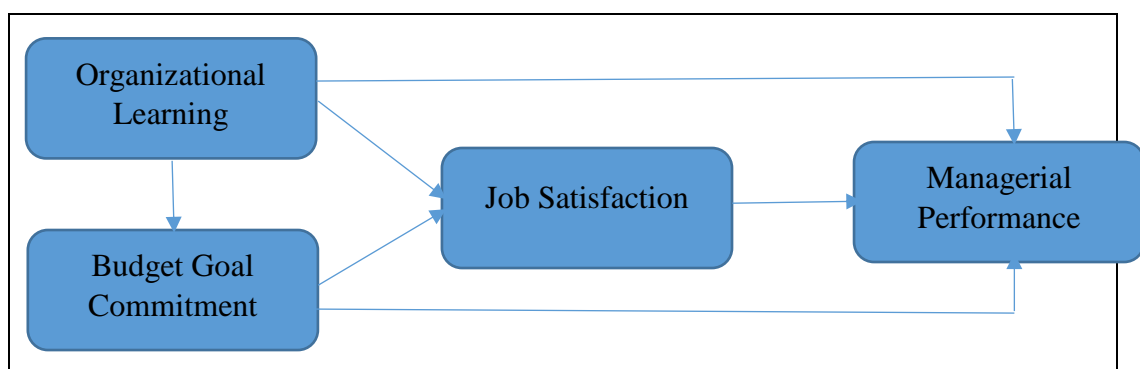 Organizational
Learning
Job Satisfaction
Managerial
Performance
Budget Goal
Commitment